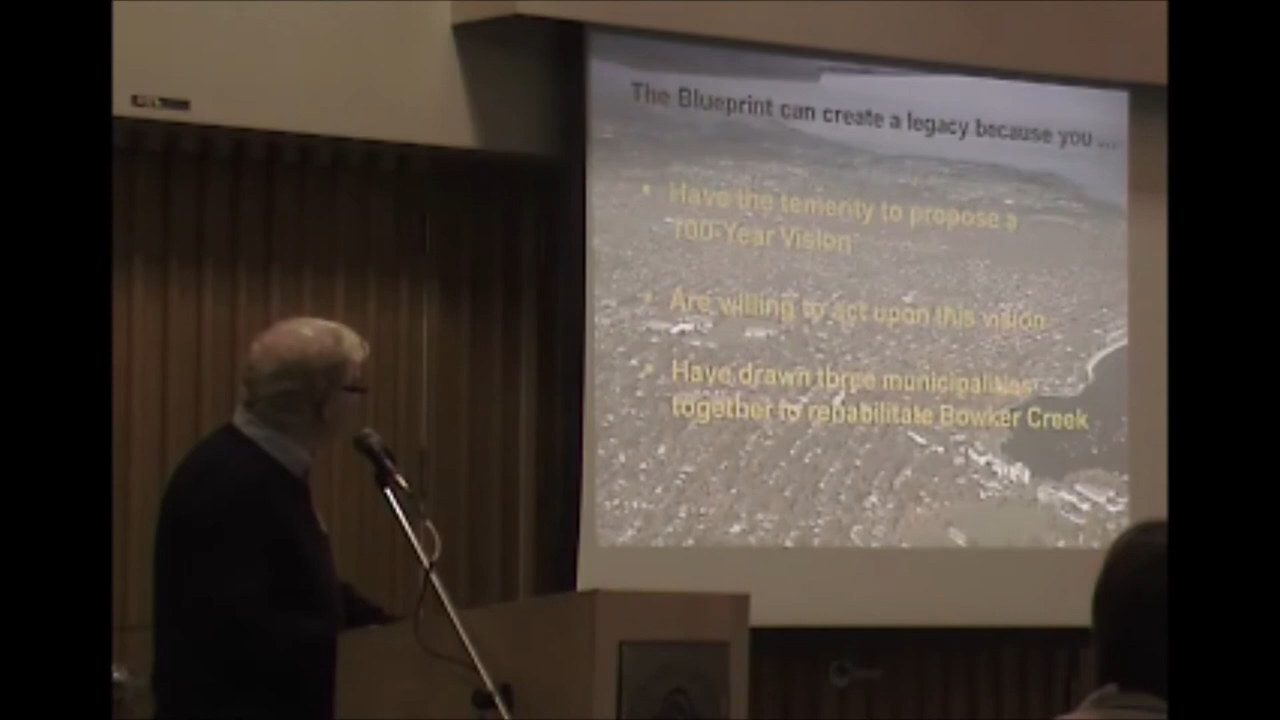 The Blueprint can create a legacy because you ...
• Have the temerity to propose a
"100-Year Vision"
• Are willing to act upon this vision
• Have drawn three municipalities
together to rehabilitate Bowker Creek